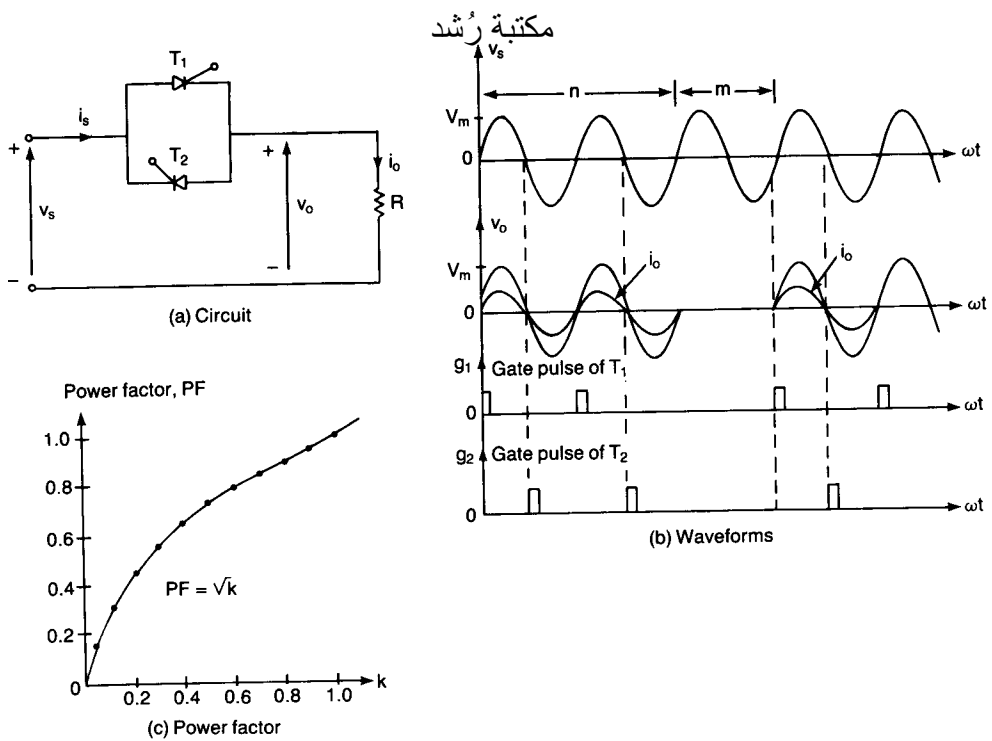 مكتبة رُشد
T₁
iₛ
T₂
+
vₛ
−
+
vₒ
−
iₒ
R
(a) Circuit
vₛ
n
m
Vₘ
0
ωt
vₒ
Vₘ
iₒ
iₒ
0
ωt
g₁
Gate pulse of T₁
0
ωt
g₂
Gate pulse of T₂
0
ωt
(b) Waveforms
Power factor, PF
1.0
0.8
0.6
0.4
0.2
PF = √k
0
0.2 0.4 0.6 0.8 1.0
k
(c) Power factor